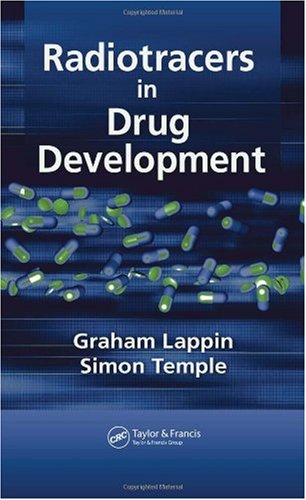 Radiotracers
in
Drug
Development
Graham Lappin
Simon Temple
CRC
Taylor & Francis
Taylor & Francis Group